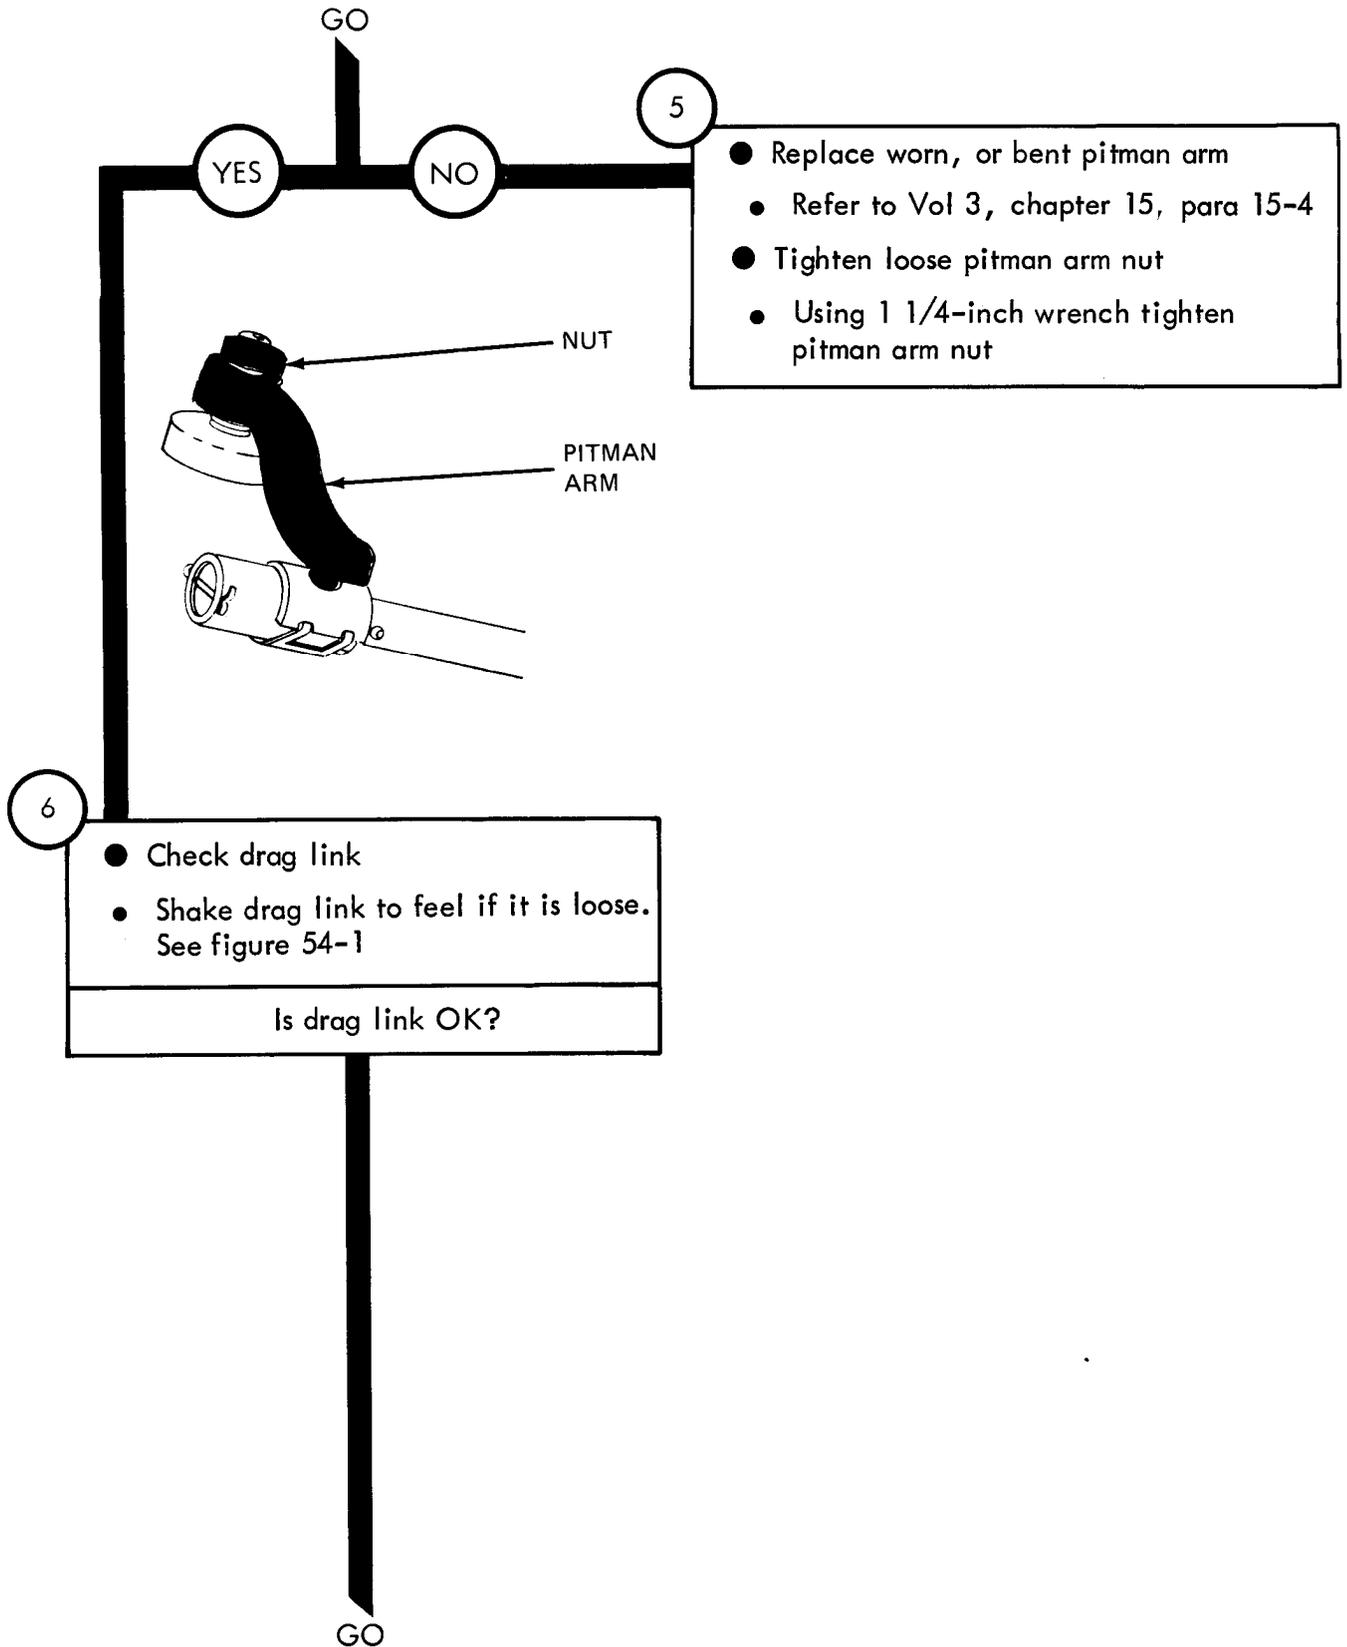 GO
YES
NO
5
● Replace worn, or bent pitman arm
• Refer to Vol 3, chapter 15, para 15-4
● Tighten loose pitman arm nut
• Using 1 1/4-inch wrench tighten
pitman arm nut
NUT
PITMAN
ARM
6
● Check drag link
• Shake drag link to feel if it is loose.
See figure 54-1
Is drag link OK?
GO